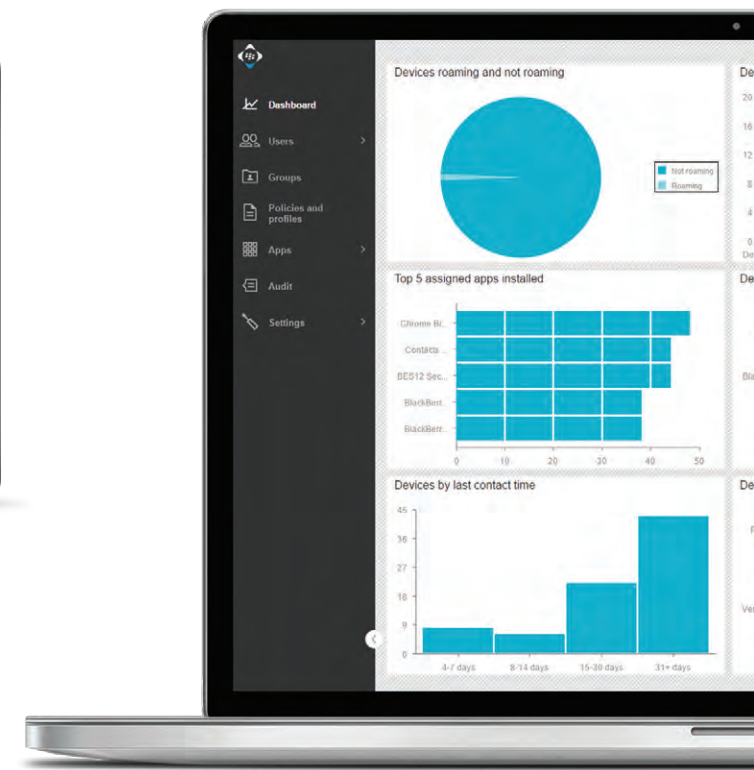 Dashboard
Users
Groups
Policies and
profiles
Apps
Audit
Settings
Devices roaming and not roaming
Not roaming
Roaming
De
20
16
12
8
4
0
De
Top 5 assigned apps installed
Chrome Br...
Contacts ...
BES12 Sec...
BlackBerr...
BlackBerr...
0 10 20 30 40 50
De
Bla
Devices by last contact time
45
36
27
18
9
0
4-7 days 8-14 days 15-30 days 31+ days
De
Ver